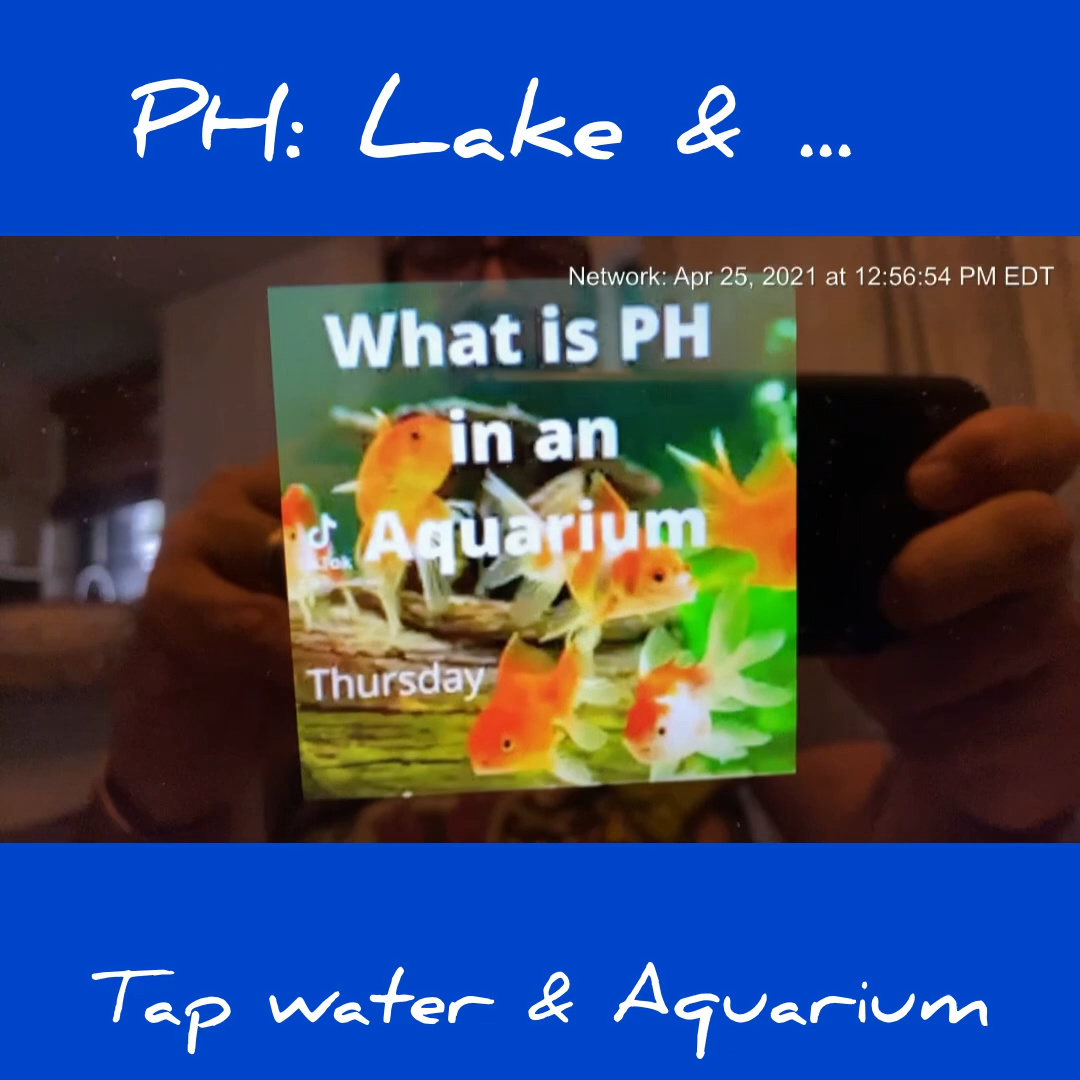 PH: Lake & ...
Network: Apr 25, 2021 at 12:56:54 PM EDT
What is PH
in an
Aquarium
Thursday
Tap water & Aquarium